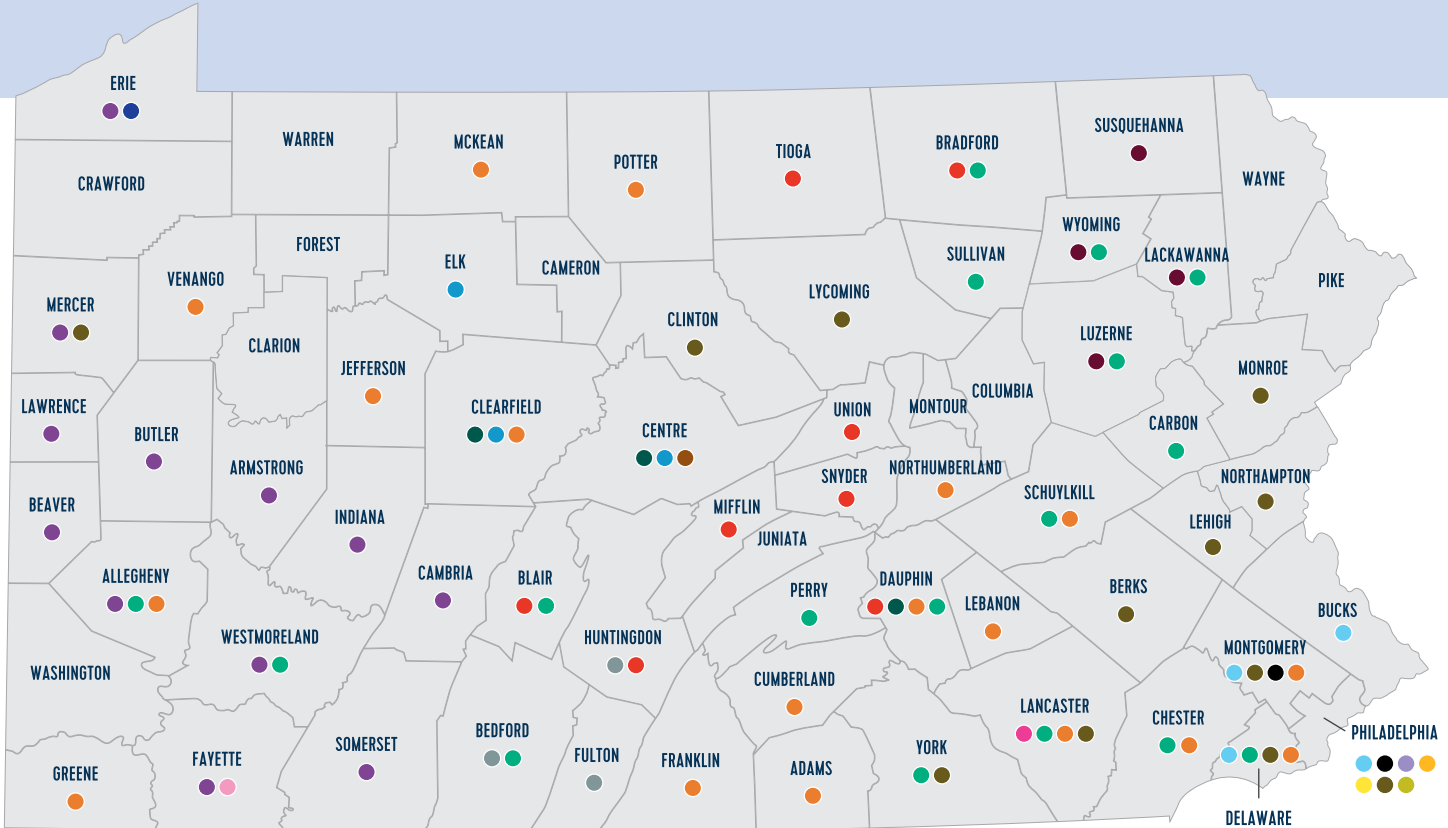 ERIE
WARREN
MCKEAN
POTTER
TIOGA
BRADFORD
SUSQUEHANNA
WAYNE
CRAWFORD
FOREST
ELK
CAMERON
SULLIVAN
WYOMING
LACKAWANNA
PIKE
VENANGO
MERCER
CLINTON
LYCOMING
LUZERNE
CLARION
JEFFERSON
MONROE
LAWRENCE
BUTLER
CLEARFIELD
CENTRE
UNION
MONTOUR
COLUMBIA
CARBON
ARMSTRONG
SNYDER
NORTHUMBERLAND
NORTHAMPTON
BEAVER
INDIANA
MIFFLIN
SCHUYLKILL
LEHIGH
JUNIATA
ALLEGHENY
CAMBRIA
BLAIR
PERRY
DAUPHIN
LEBANON
BERKS
BUCKS
WESTMORELAND
HUNTINGDON
MONTGOMERY
WASHINGTON
CUMBERLAND
LANCASTER
CHESTER
PHILADELPHIA
GREENE
FAYETTE
SOMERSET
BEDFORD
FULTON
FRANKLIN
ADAMS
YORK
DELAWARE